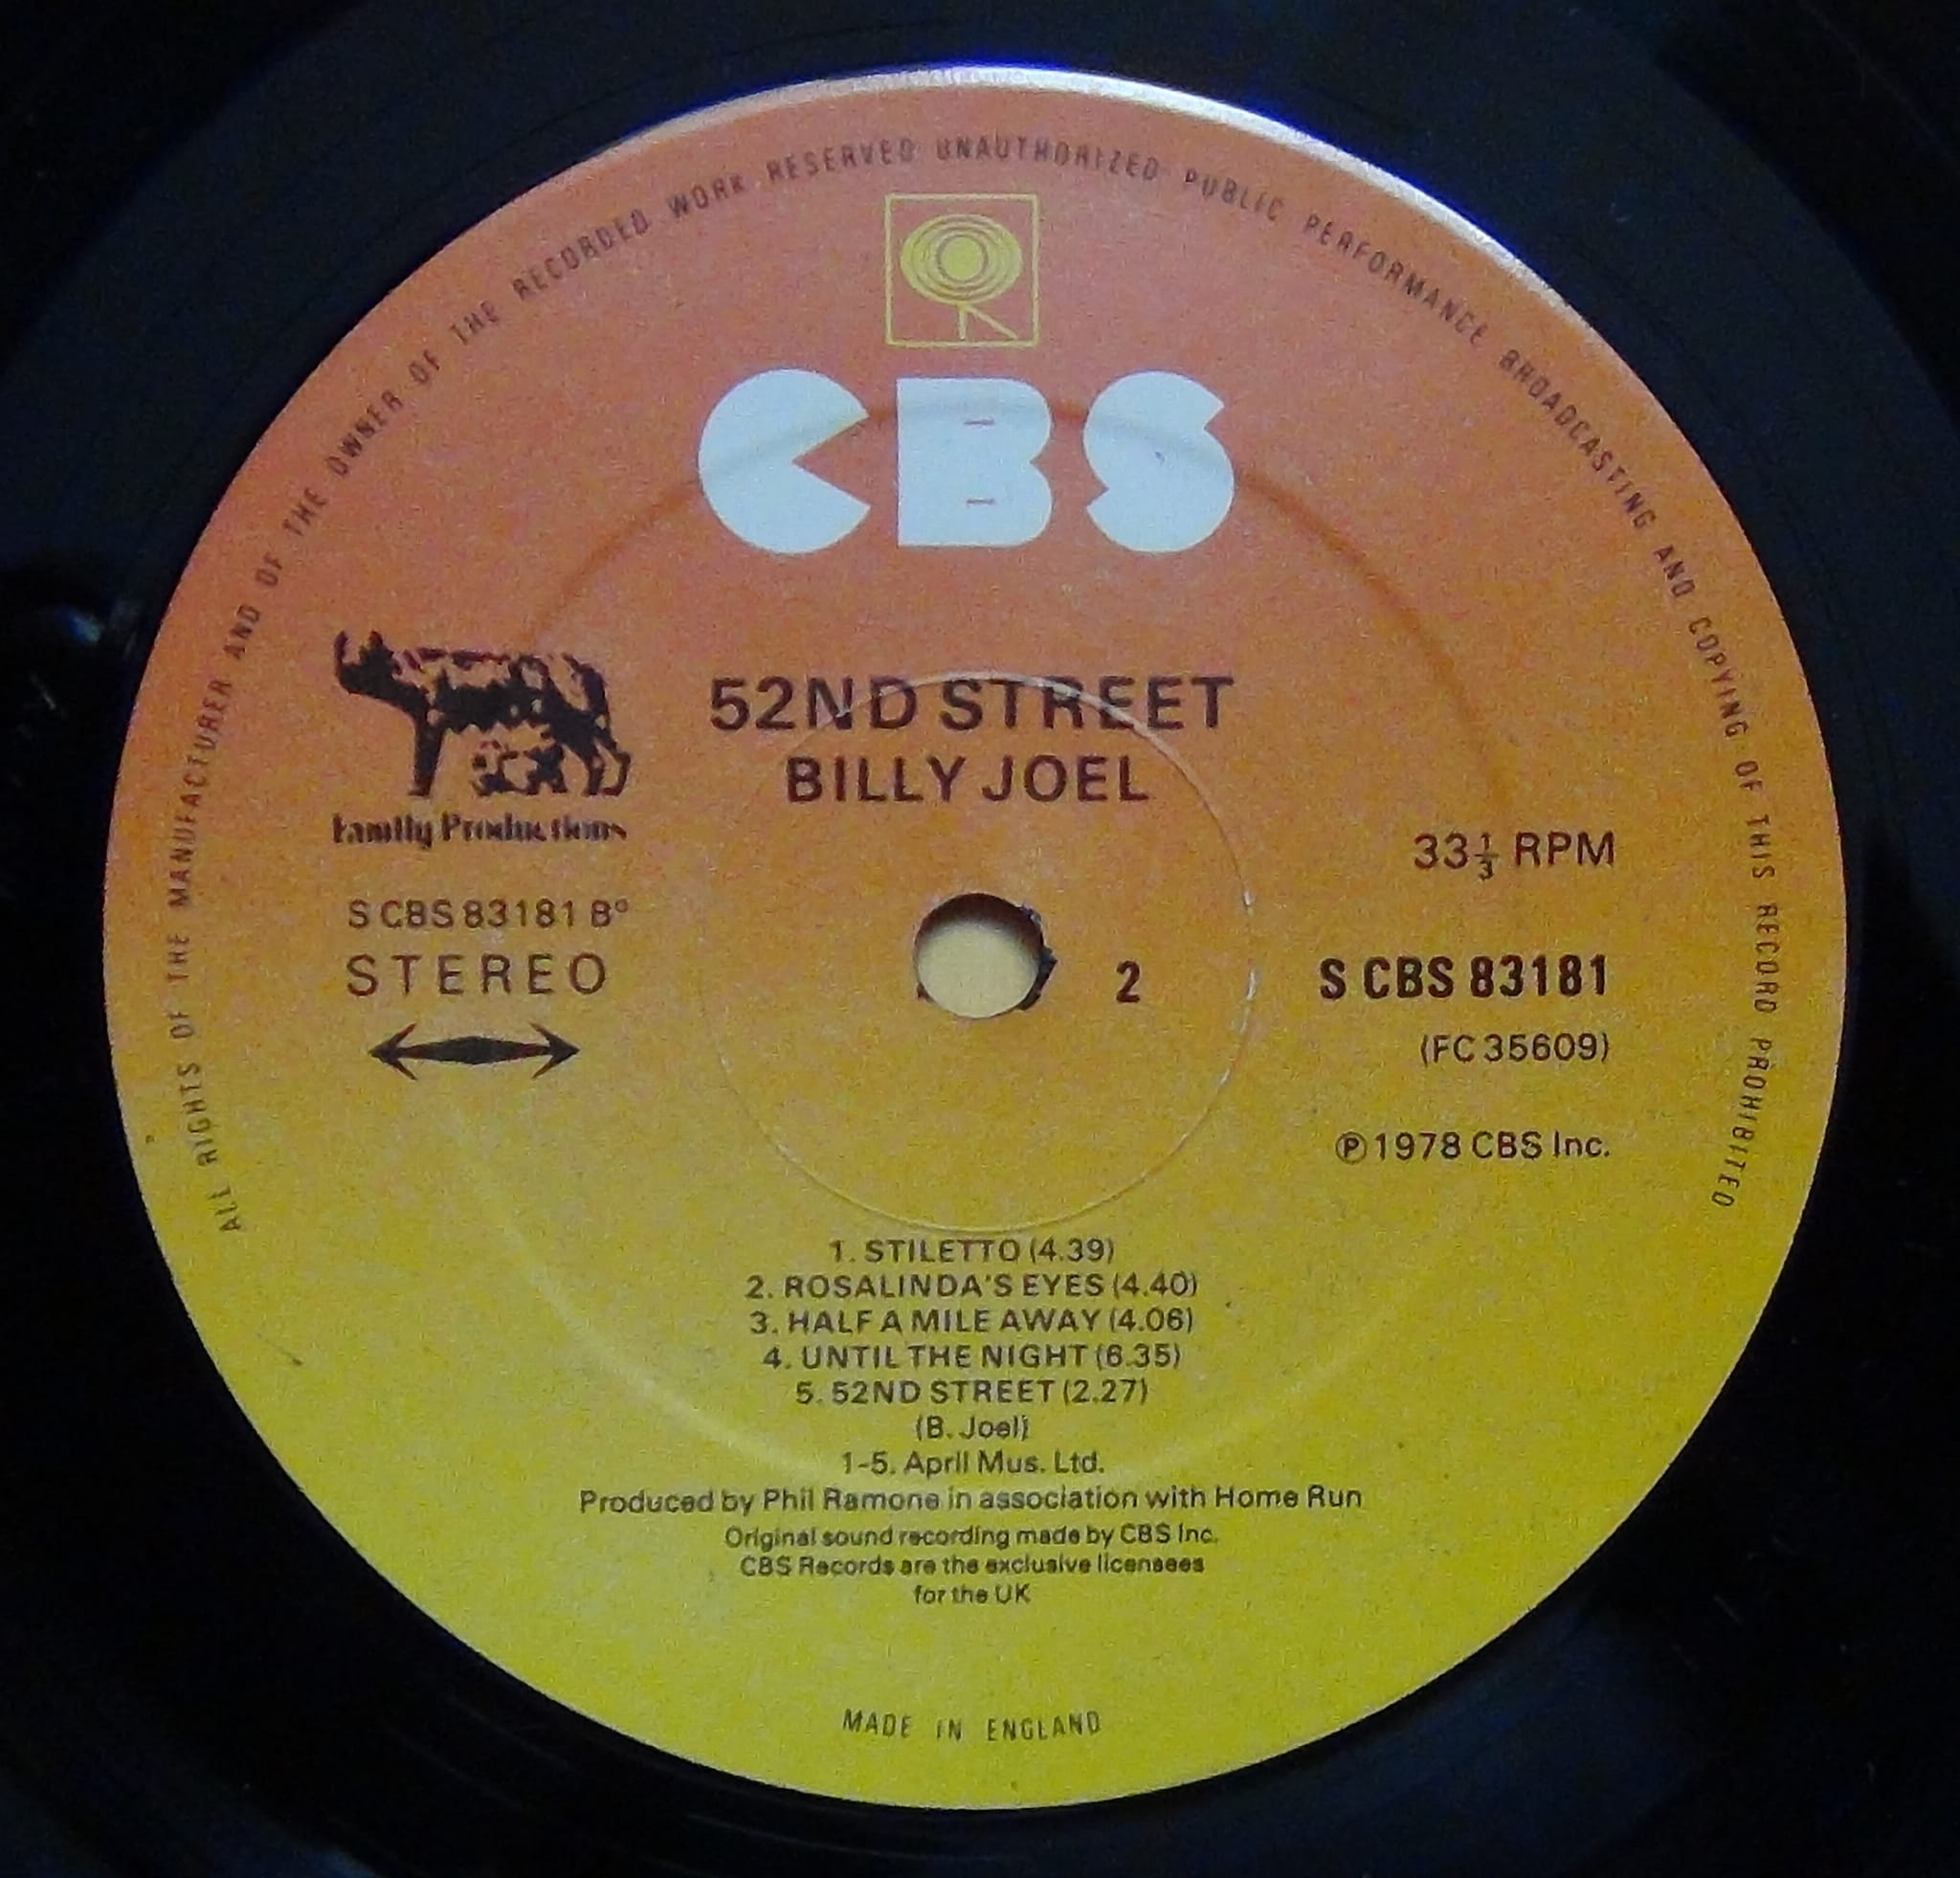 ALL RIGHTS OF THE MANUFACTURER AND OF THE OWNER OF THE RECORDED WORK RESERVED UNAUTHORIZED PUBLIC PERFORMANCE BROADCASTING AND COPYING OF THIS RECORD PROHIBITED
CBS
52ND STREET
BILLY JOEL
Family Productions
33⅓ RPM
S CBS 83181 B°
STEREO
2
S CBS 83181
(FC 35609)
℗ 1978 CBS Inc.
1. STILETTO (4.39)
2. ROSALINDA'S EYES (4.40)
3. HALF A MILE AWAY (4.06)
4. UNTIL THE NIGHT (6.35)
5. 52ND STREET (2.27)
(B. Joel)
1-5. April Mus. Ltd.
Produced by Phil Ramone in association with Home Run
Original sound recording made by CBS Inc.
CBS Records are the exclusive licensees
for the UK
MADE IN ENGLAND